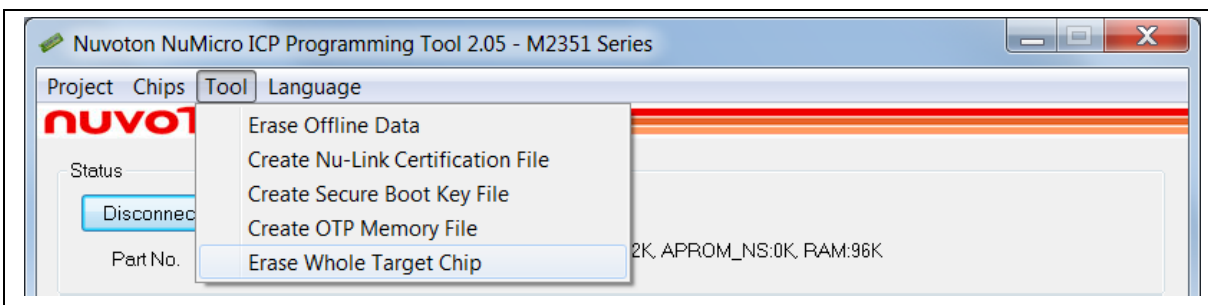 Nuvoton NuMicro ICP Programming Tool 2.05 - M2351 Series
Project Chips Tool Language
nuvoT
Erase Offline Data
Create Nu-Link Certification File
Status
Create Secure Boot Key File
Disconnec
Create OTP Memory File
Part No.
Erase Whole Target Chip
2K, APROM_NS:0K, RAM:96K